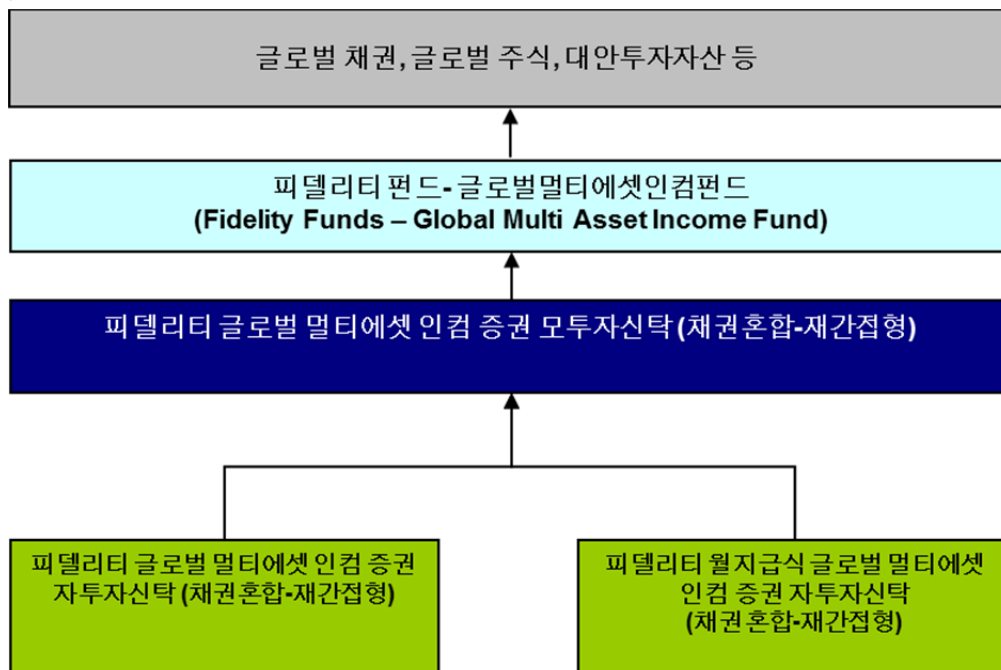 글로벌 채권, 글로벌 주식, 대안투자자산 등
피델리티 펀드- 글로벌멀티에셋인컴펀드
(Fidelity Funds – Global Multi Asset Income Fund)
피델리티 글로벌 멀티에셋 인컴 증권 모투자신탁 (채권혼합-재간접형)
피델리티 글로벌 멀티에셋 인컴 증권
자투자신탁 (채권혼합-재간접형)
피델리티 월지급식 글로벌 멀티에셋
인컴 증권 자투자신탁
(채권혼합-재간접형)